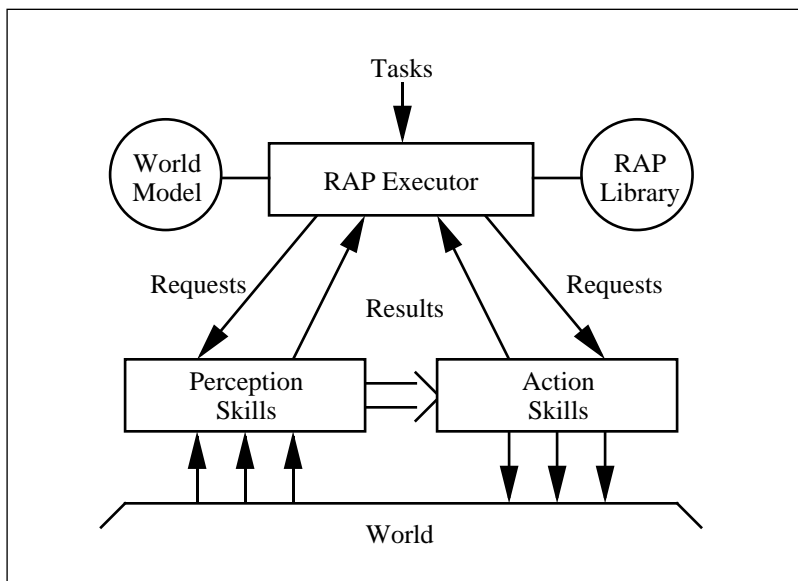 Tasks
World
Model
RAP Executor
RAP
Library
Requests
Results
Requests
Perception
Skills
Action
Skills
World